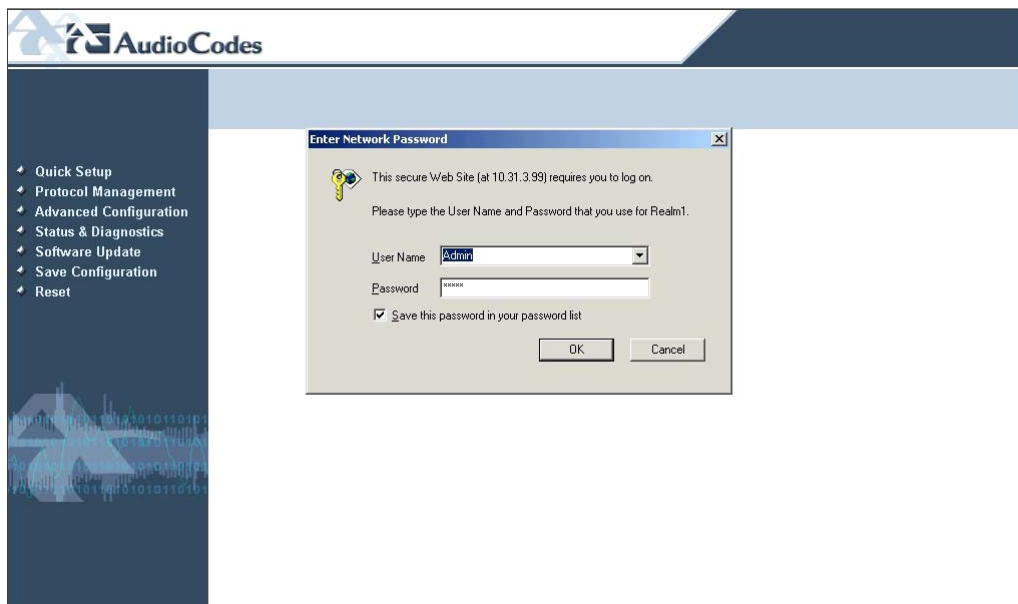 AudioCodes
Quick Setup
Protocol Management
Advanced Configuration
Status & Diagnostics
Software Update
Save Configuration
Reset
Enter Network Password
This secure Web Site (at 10.31.3.99) requires you to log on.
Please type the User Name and Password that you use for Realm1.
User Name Admin
Password xxxxx
Save this password in your password list
OK Cancel